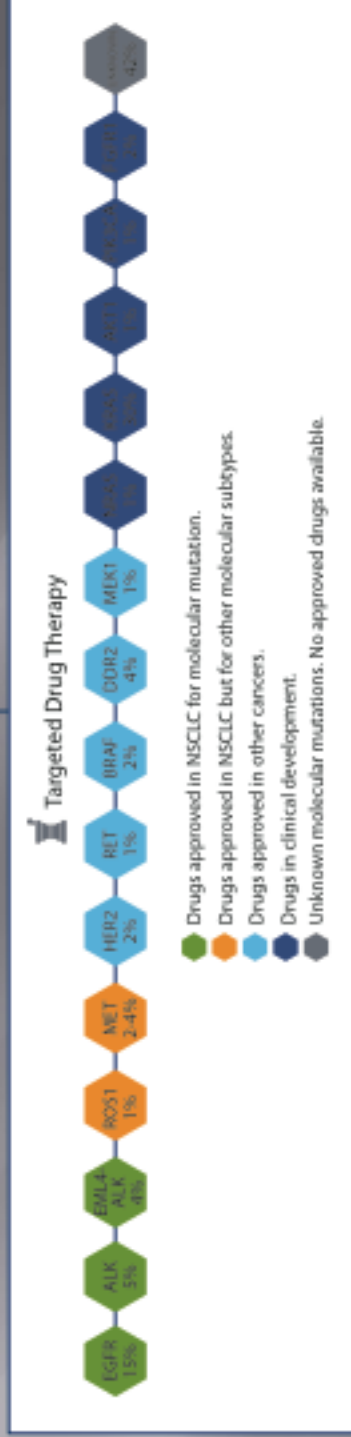 Targeted Drug Therapy
EGFR
15%
ALK
5%
EML4-
ALK
4%
ROS1
1%
MET
2-4%
HER2
2%
RET
1%
BRAF
2%
DDR2
4%
MEK1
1%
42%
Drugs approved in NSCLC for molecular mutation.
Drugs approved in NSCLC but for other molecular subtypes.
Drugs approved in other cancers.
Drugs in clinical development.
Unknown molecular mutations. No approved drugs available.